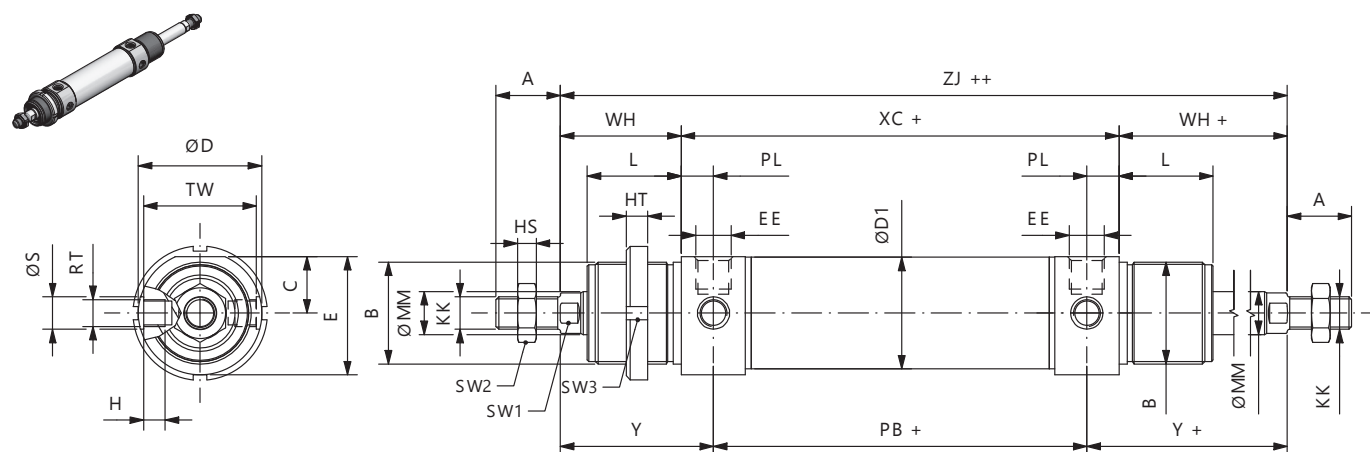 A
ZJ ++
WH
XC +
WH +
ØD
L
PL
PL
L
TW
HT
EE
EE
A
HS
ØS
RT
C
E
B
ØMM
KK
ØD1
B
ØMM
KK
SW2
SW3
SW1
H
Y
PB +
Y +